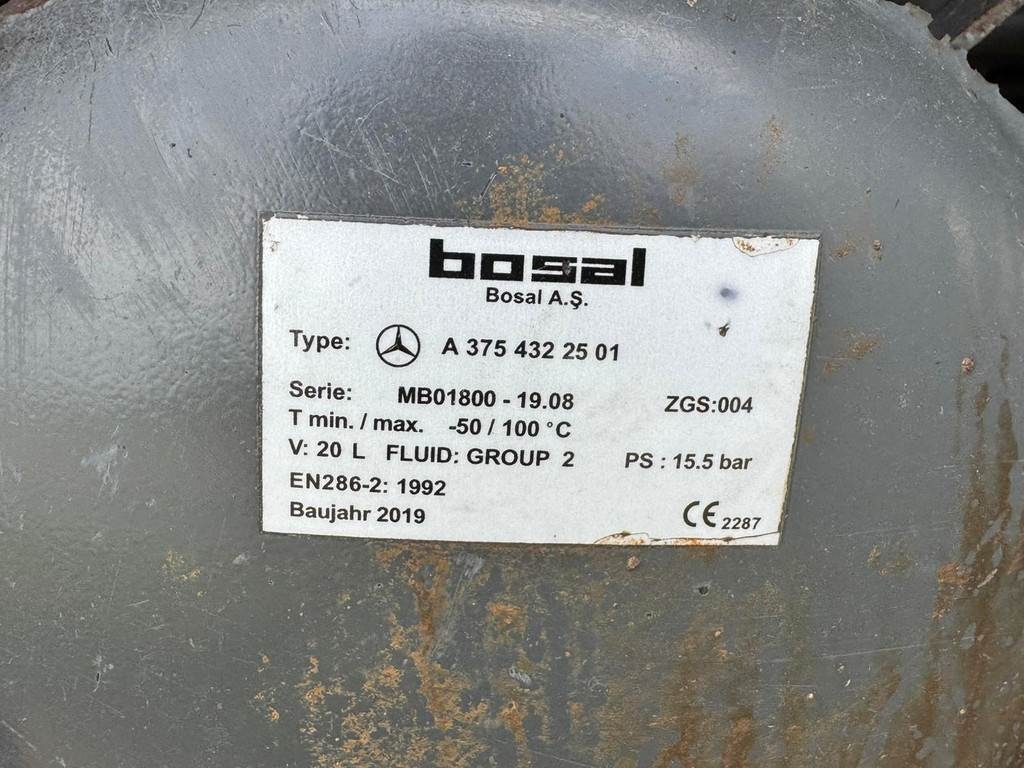 bosal
Bosal A.Ş.
Type: A 375 432 25 01
Serie: MB01800 - 19.08 ZGS:004
T min. / max. -50 / 100 °C
V: 20 L FLUID: GROUP 2 PS : 15.5 bar
EN286-2: 1992
Baujahr 2019 CE 2287